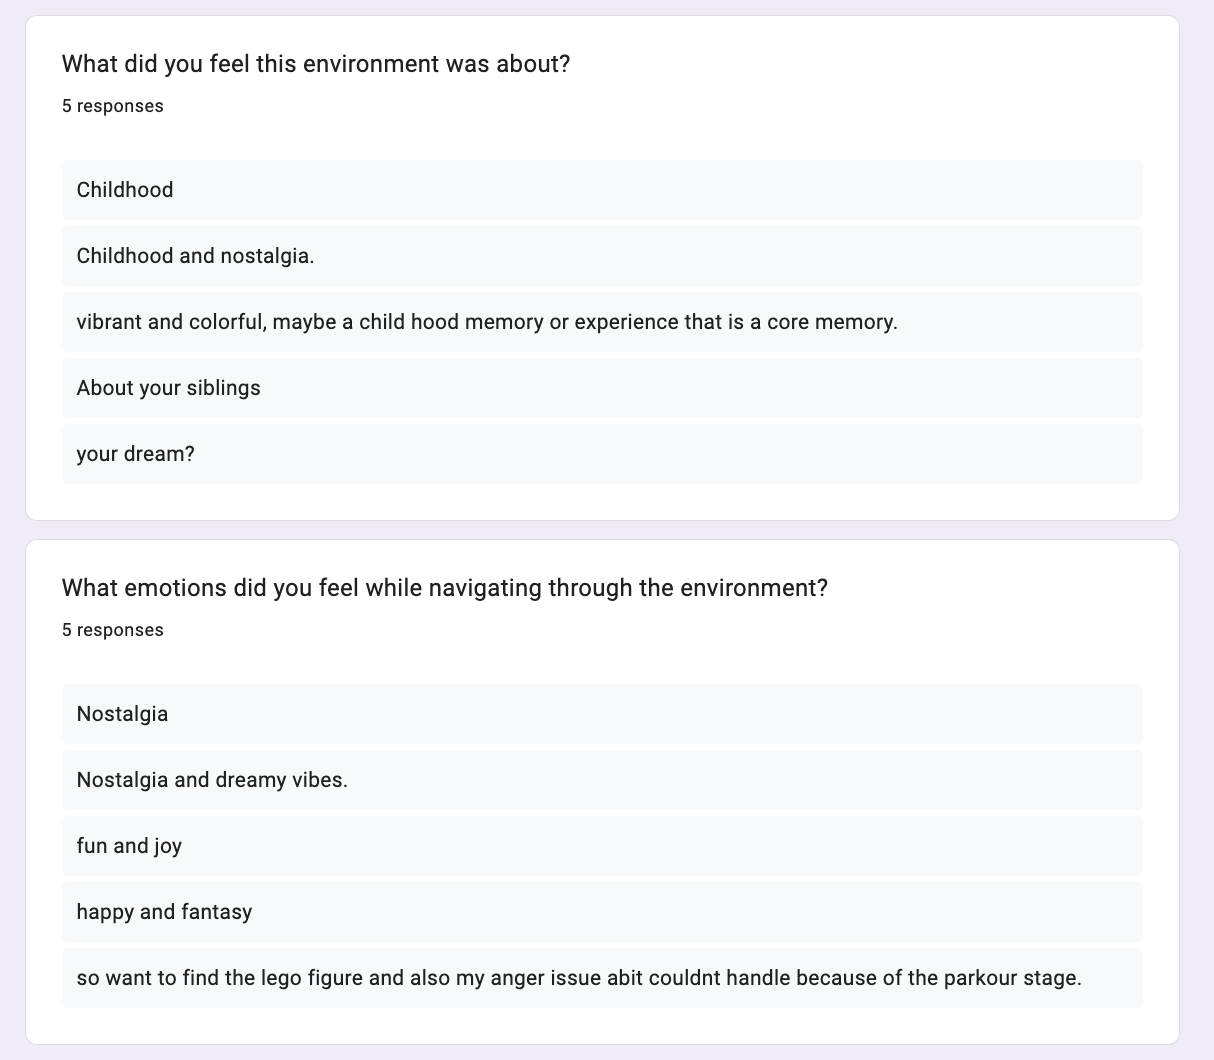 What did you feel this environment was about?
5 responses
Childhood
Childhood and nostalgia.
vibrant and colorful, maybe a child hood memory or experience that is a core memory.
About your siblings
your dream?
What emotions did you feel while navigating through the environment?
5 responses
Nostalgia
Nostalgia and dreamy vibes.
fun and joy
happy and fantasy
so want to find the lego figure and also my anger issue abit couldnt handle because of the parkour stage.